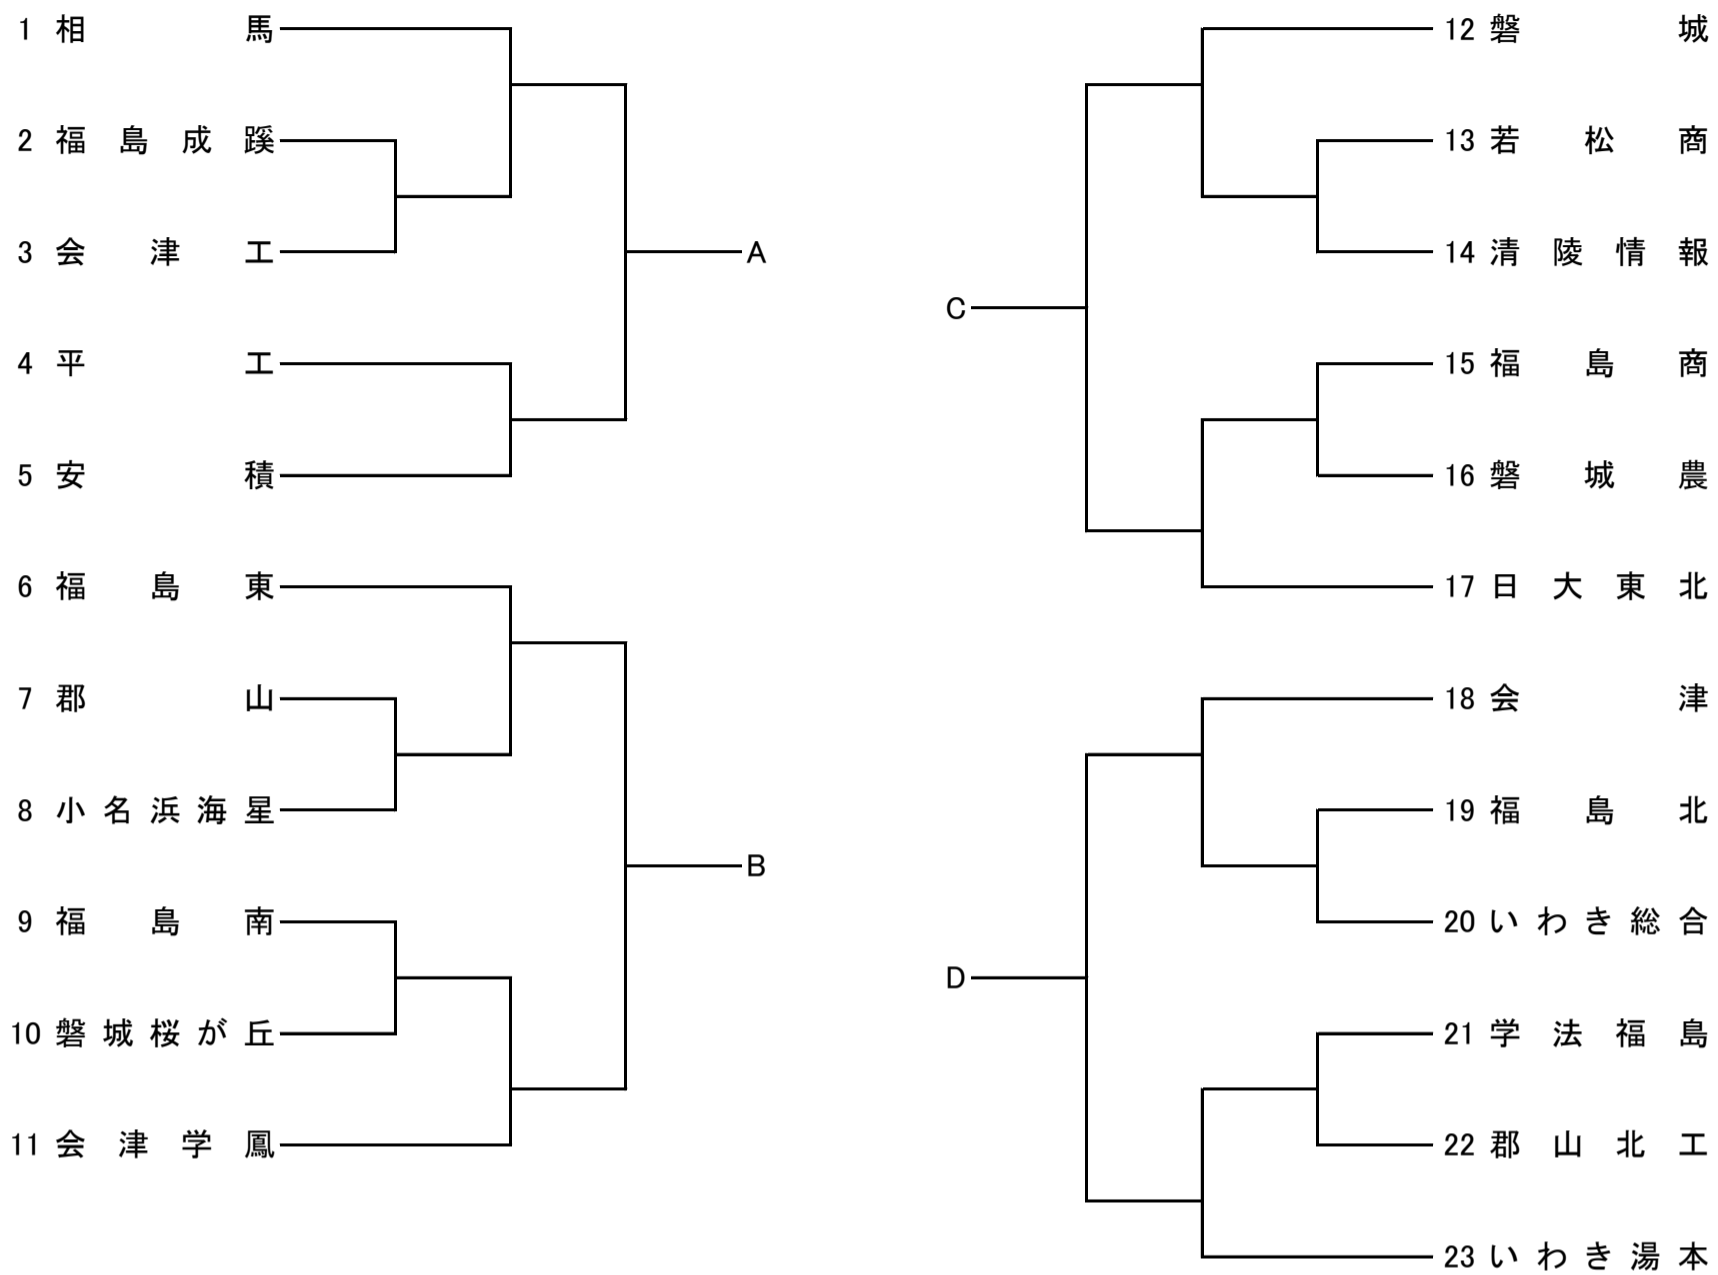 1 相馬
2 福島成蹊
3 会津工
A
4 平工
5 安積
6 福島東
7 郡山
8 小名浜海星
B
9 福島南
10 磐城桜が丘
11 会津学鳳
12 磐城
13 若松商
14 清陵情報
C
15 福島商
16 磐城農
17 日大東北
18 会津
19 福島北
20 いわき総合
D
21 学法福島
22 郡山北工
23 いわき湯本